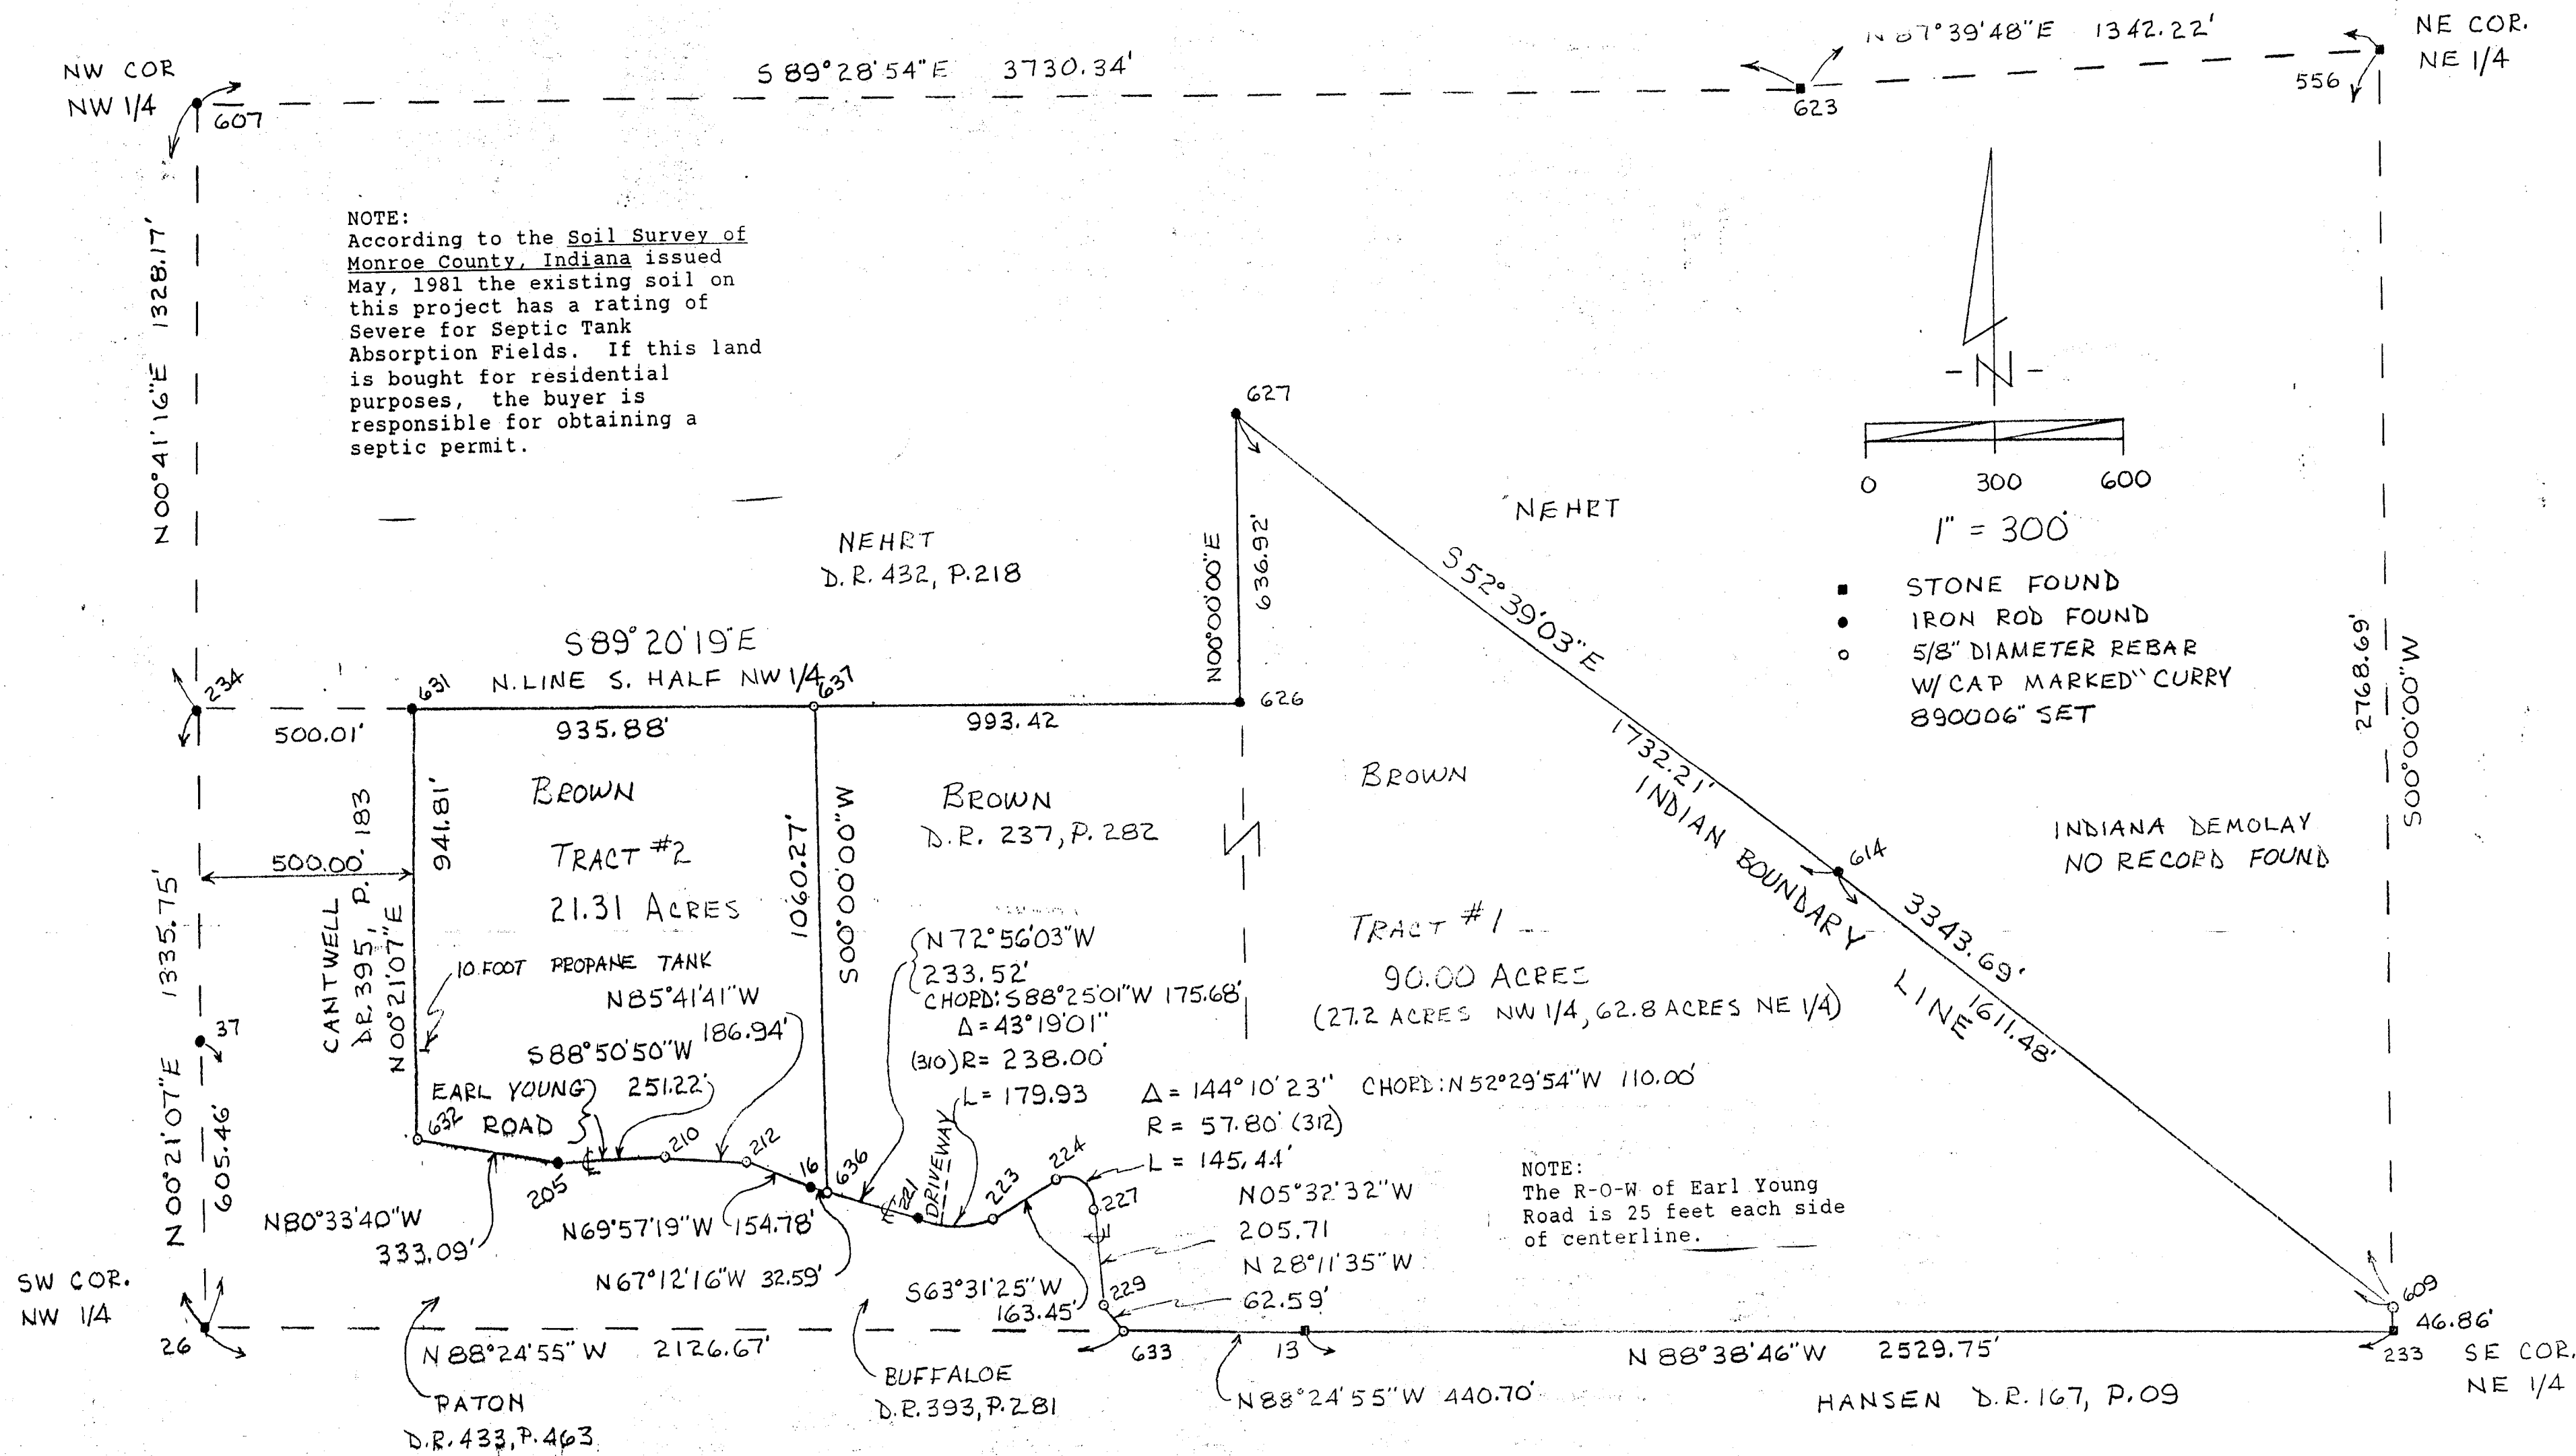 NW COR
NW 1/4
607
S 89°28'54"E 3730.34'
N 87°39'48"E 1342.22'
623
NE COR.
NE 1/4
556
N00°41'16"E 1328.17'
NOTE:
According to the Soil Survey of
Monroe County, Indiana issued
May, 1981 the existing soil on
this project has a rating of
Severe for Septic Tank
Absorption Fields. If this land
is bought for residential
purposes, the buyer is
responsible for obtaining a
septic permit.
627
-N-
0 300 600
1" = 300'
NEHRT
D.R. 432, P.218
NEHRT
N00°00'00"E
636.92'
S 52°39'03"E
1732.21'
INDIAN BOUNDARY LINE
STONE FOUND
IRON ROD FOUND
5/8" DIAMETER REBAR
W/ CAP MARKED "CURRY
890006" SET
2768.69'
S00°00'00"W
S89°20'19"E
N. LINE S. HALF NW 1/4
234
631
637
626
500.01'
935.88'
993.42
BROWN
TRACT #2
21.31 ACRES
941.81'
500.00'
CANTWELL
D.R. 395, P. 183
N00°21'07"E
1060.27'
S00°00'00"W
BROWN
D.R. 237, P. 282
BROWN
614
INDIANA DEMOLAY
NO RECORD FOUND
TRACT #1
90.00 ACRES
(27.2 ACRES NW 1/4, 62.8 ACRES NE 1/4)
3343.69'
1611.48'
N00°21'07"E 1335.75'
37
605.46'
10 FOOT PROPANE TANK
N85°41'41"W
186.94'
S88°50'50"W
251.22'
EARL YOUNG
ROAD
N 72°56'03"W
233.52'
CHORD: S88°25'01"W 175.68'
Δ = 43°19'01"
(310) R = 238.00'
L = 179.93
Δ = 144°10'23" CHORD: N52°29'54"W 110.00'
R = 57.80' (312)
L = 145.44'
632
205
210
212
16
636
221
DRIVEWAY
223
224
227
229
N05°32'32"W
205.71
N 28°11'35"W
62.59'
NOTE:
The R-O-W of Earl Young
Road is 25 feet each side
of centerline.
N80°33'40"W
333.09'
N69°57'19"W 154.78'
N67°12'16"W 32.59'
S63°31'25"W
163.45'
SW COR.
NW 1/4
26
N 88°24'55"W 2126.67'
633
13
N 88°38'46"W 2529.75'
609
46.86'
233
SE COR.
NE 1/4
PATON
D.R. 433, P. 463
BUFFALOE
D.R. 393, P. 281
N88°24'55"W 440.70'
HANSEN D.R. 167, P. 09